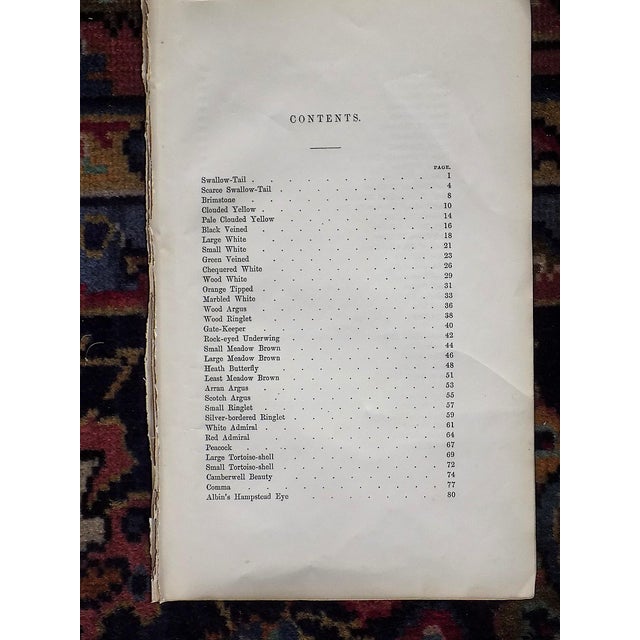 CONTENTS.
PAGE.
Swallow-Tail . . . . . . . . . . 1
Scarce Swallow-Tail . . . . . . . . . 4
Brimstone . . . . . . . . . . 8
Clouded Yellow . . . . . . . . . . 10
Pale Clouded Yellow . . . . . . . . . 14
Black Veined . . . . . . . . . . 16
Large White . . . . . . . . . . 18
Small White . . . . . . . . . . 21
Green Veined . . . . . . . . . . 23
Chequered White . . . . . . . . . . 26
Wood White . . . . . . . . . . 29
Orange Tipped . . . . . . . . . . 31
Marbled White . . . . . . . . . . 33
Wood Argus . . . . . . . . . . 36
Wood Ringlet . . . . . . . . . . 38
Gate-Keeper . . . . . . . . . . 40
Rock-eyed Underwing . . . . . . . . . 42
Small Meadow Brown . . . . . . . . . 44
Large Meadow Brown . . . . . . . . . 46
Heath Butterfly . . . . . . . . . . 48
Least Meadow Brown . . . . . . . . . 51
Arran Argus . . . . . . . . . . 53
Scotch Argus . . . . . . . . . . 55
Small Ringlet . . . . . . . . . . 57
Silver-bordered Ringlet . . . . . . . . . 59
White Admiral . . . . . . . . . . 61
Red Admiral . . . . . . . . . . 64
Peacock . . . . . . . . . . 67
Large Tortoise-shell . . . . . . . . . 69
Small Tortoise-shell . . . . . . . . . 72
Camberwell Beauty . . . . . . . . . 74
Comma . . . . . . . . . . 77
Albin's Hampstead Eye . . . . . . . . 80